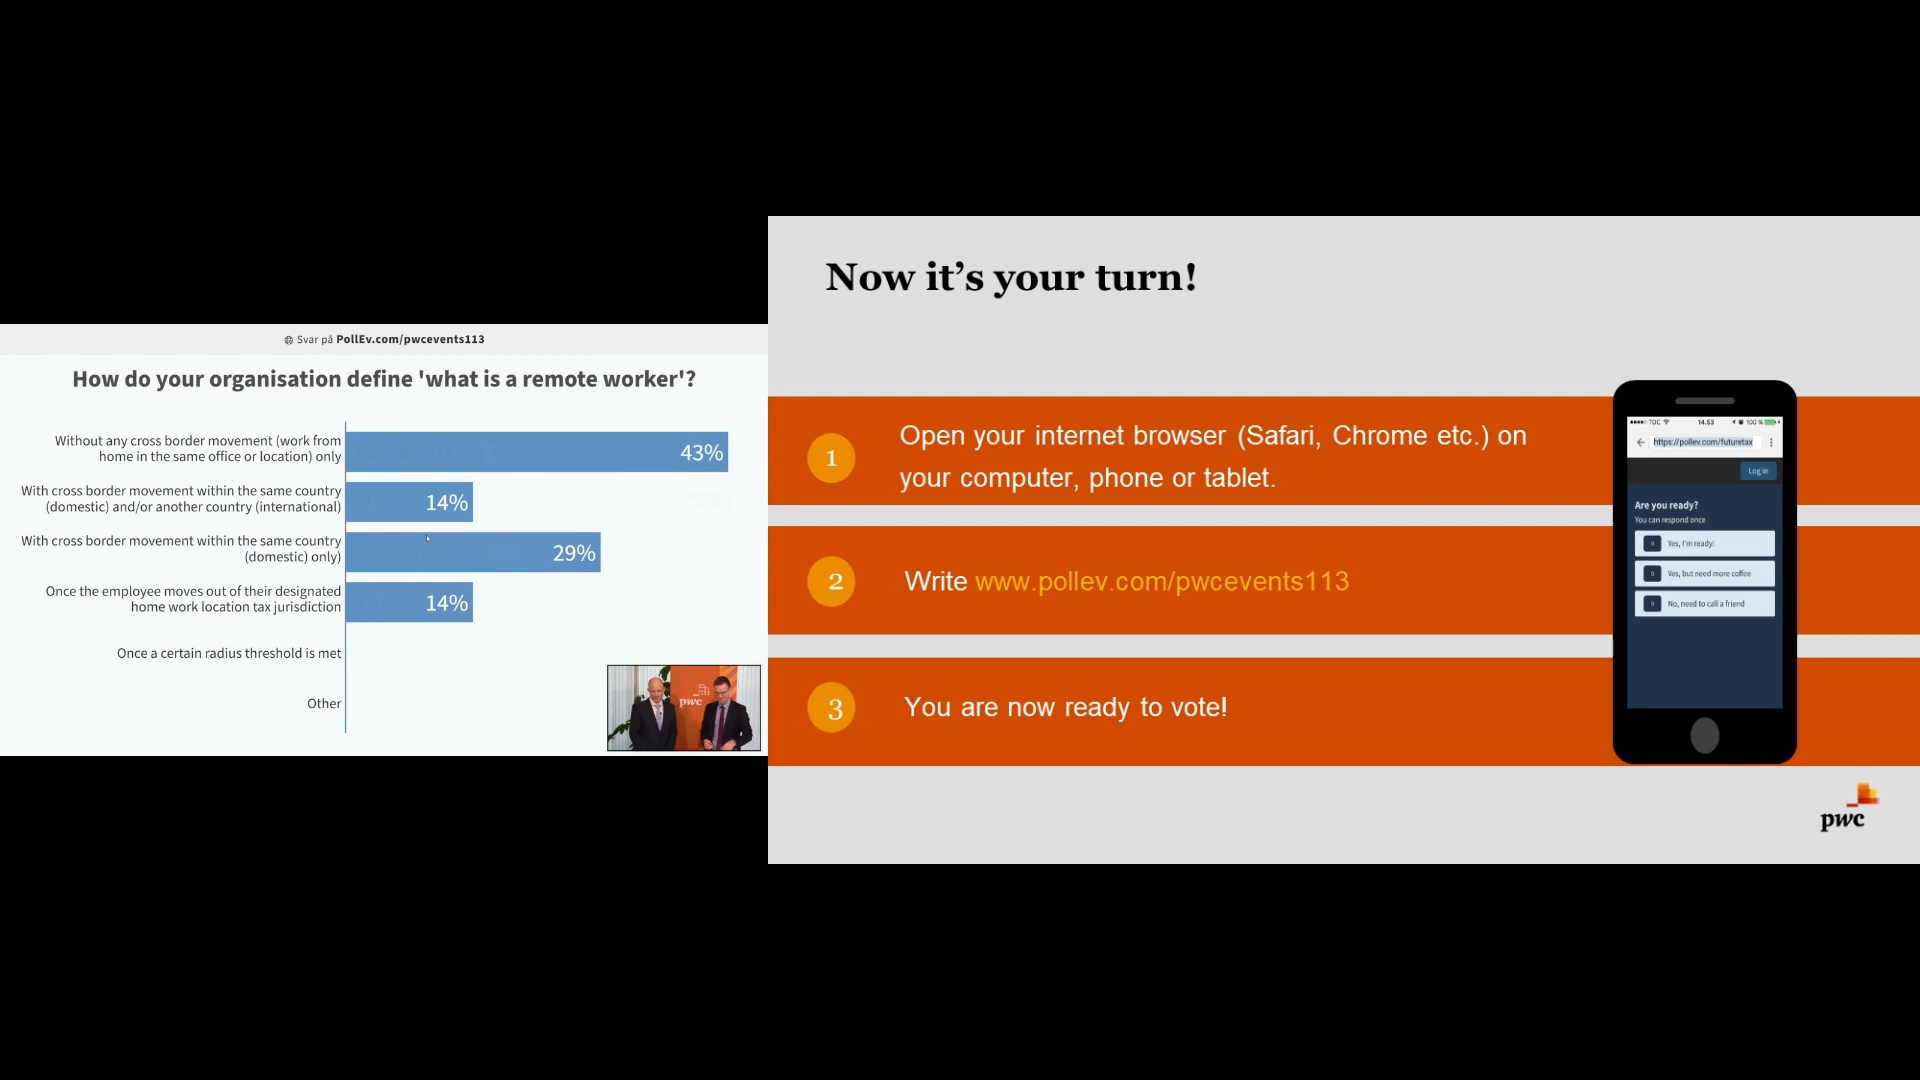 Svar på PollEv.com/pwcevents113
How do your organisation define 'what is a remote worker'?
Without any cross border movement (work from
home in the same office or location) only
43%
With cross border movement within the same country
(domestic) and/or another country (international)
14%
With cross border movement within the same country
(domestic) only)
29%
Once the employee moves out of their designated
home work location tax jurisdiction
14%
Once a certain radius threshold is met
Other
pwc
Now it's your turn!
1
Open your internet browser (Safari, Chrome etc.) on
your computer, phone or tablet.
2
Write www.pollev.com/pwcevents113
3
You are now ready to vote!
TDC
14.53
100 %
https://pollev.com/futuretax
Log in
Are you ready?
You can respond once
Yes, I'm ready!
Yes, but need more coffee
No, need to call a friend
pwc